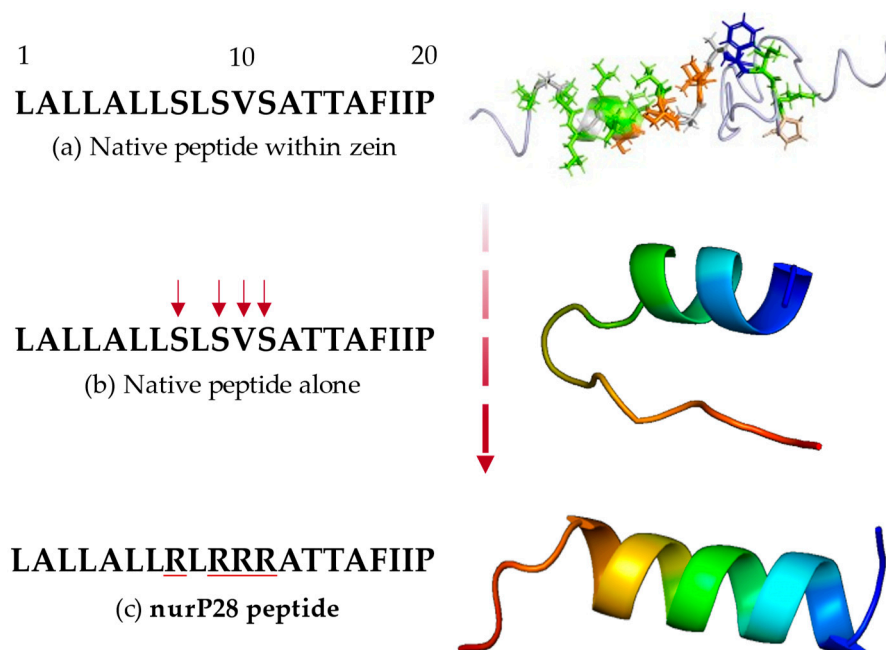 1 10 20
LALLALLSLSVSATTAFIIP
(a) Native peptide within zein
LALLALLSLSVSATTAFIIP
(b) Native peptide alone
LALLALLRLRRRATTAFIIP
(c) nurP28 peptide